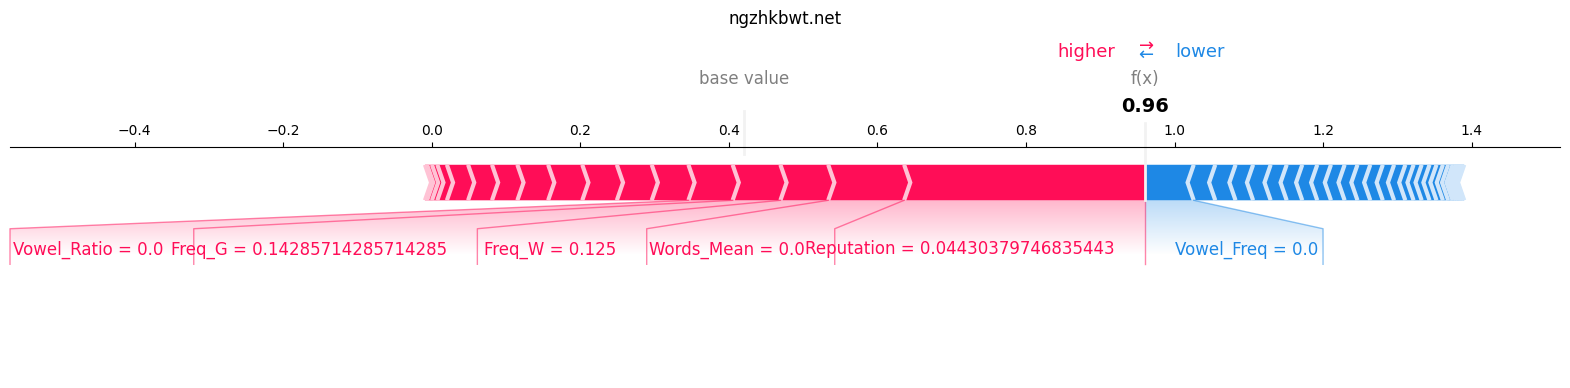 ngzhkbwt.net
higher → ← lower
base value f(x)
0.96
−0.4 −0.2 0.0 0.2 0.4 0.6 0.8 1.0 1.2 1.4
Vowel_Ratio = 0.0 Freq_G = 0.14285714285714285 Freq_W = 0.125 Words_Mean = 0.0 Reputation = 0.04430379746835443 Vowel_Freq = 0.0